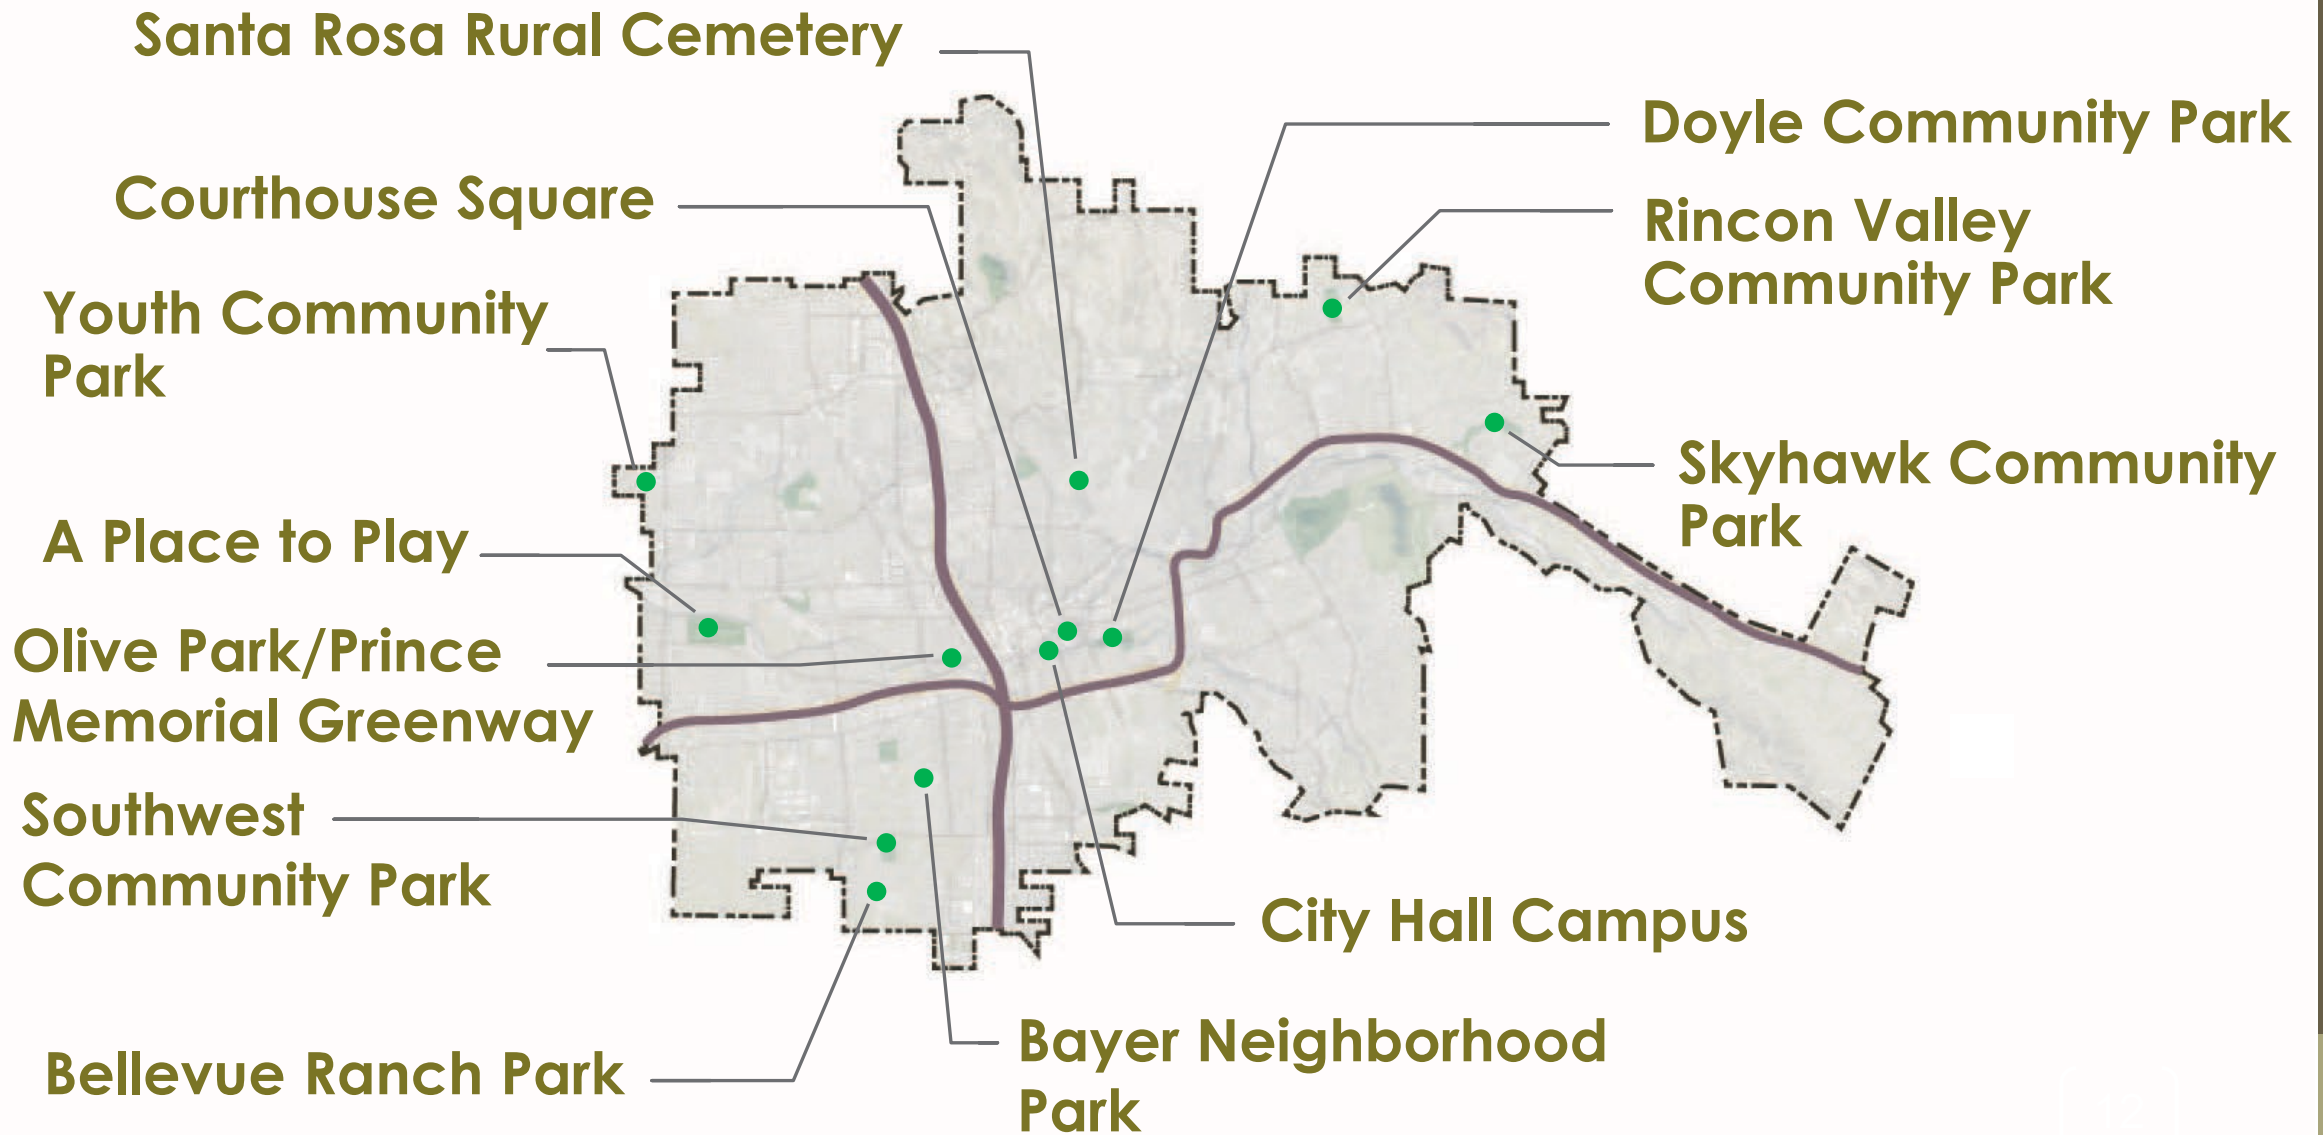 Santa Rosa Rural Cemetery
Doyle Community Park
Courthouse Square
Rincon Valley
Community Park
Youth Community
Park
Skyhawk Community
Park
A Place to Play
Olive Park/Prince
Memorial Greenway
Southwest
Community Park
City Hall Campus
Bellevue Ranch Park
Bayer Neighborhood
Park
12